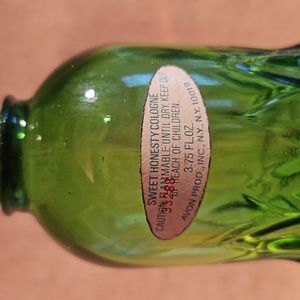 SWEET HONESTY COLOGNE
CAUTION: FLAMMABLE UNTIL DRY. KEEP OUT
OF REACH OF CHILDREN.
3.75 FL.OZ.
AVON PROD., INC., N.Y., N.Y. 10019